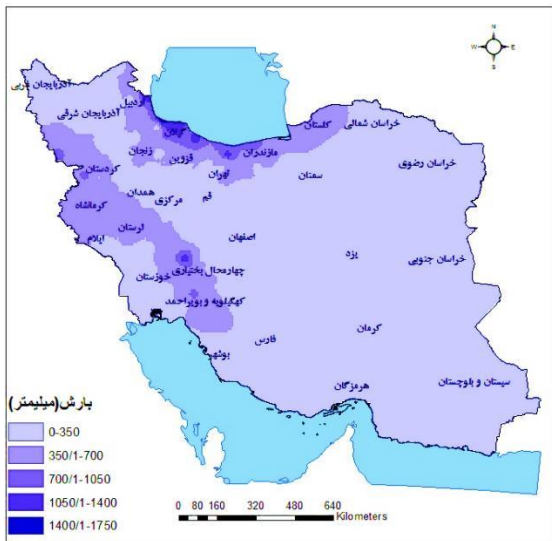 N
W E
S
آذربایجان غربی
آذربایجان شرقی
اردبیل
گیلان
زنجان
قزوین
مازندران
گلستان
خراسان شمالی
خراسان رضوی
کردستان
تهران
سمنان
همدان
مرکزی
قم
کرمانشاه
لرستان
ایلام
اصفهان
یزد
خراسان جنوبی
چهارمحال بختیاری
خوزستان
کهگیلویه و بویراحمد
فارس
کرمان
بوشهر
هرمزگان
سیستان و بلوچستان
بارش(میلیمتر)
0-350
350/1-700
700/1-1050
1050/1-1400
1400/1-1750
0 80 160 320 480 640
Kilometers